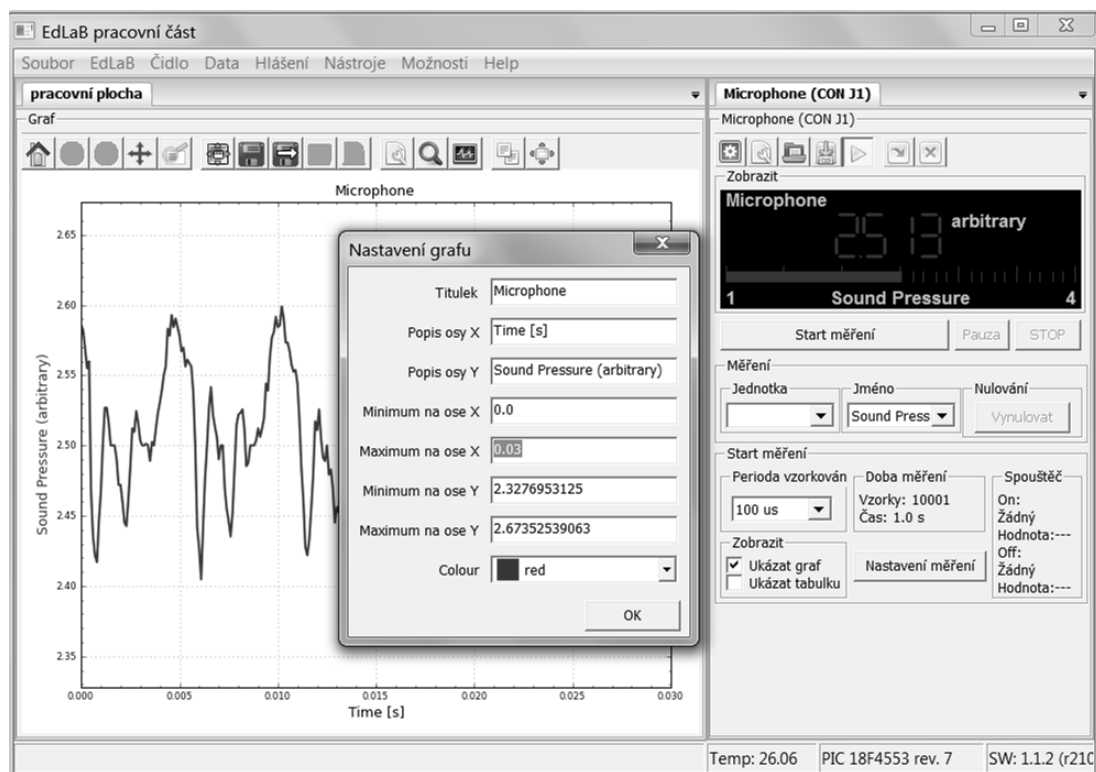 EdLaB pracovní část
Soubor EdLaB Čidlo Data Hlášení Nástroje Možnosti Help
pracovní plocha
Graf
Microphone
2.65
2.60
2.55
2.50
2.45
2.40
2.35
Sound Pressure (arbitrary)
0.000 0.005 0.010 0.015 0.020 0.025 0.030
Time [s]
Nastavení grafu
Titulek Microphone
Popis osy X Time [s]
Popis osy Y Sound Pressure (arbitrary)
Minimum na ose X 0.0
Maximum na ose X 0.03
Minimum na ose Y 2.3276953125
Maximum na ose Y 2.67352539063
Colour red
OK
Microphone (CON J1)
Microphone (CON J1)
Zobrazit
Microphone
2.513 arbitrary
1 Sound Pressure 4
Start měření Pauza STOP
Měření
Jednotka Jméno Nulování
Sound Press Vynulovat
Start měření
Perioda vzorkován
100 us
Doba měření
Vzorky: 10001
Čas: 1.0 s
Spouštěč
On:
Žádný
Hodnota:---
Off:
Žádný
Hodnota:---
Zobrazit
Ukázat graf
Ukázat tabulku
Nastavení měření
Temp: 26.06 PIC 18F4553 rev. 7 SW: 1.1.2 (r210